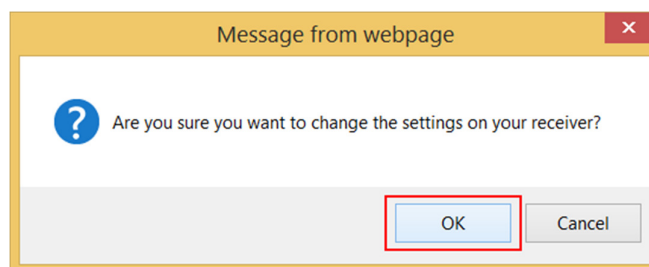 Message from webpage
Are you sure you want to change the settings on your receiver?
OK Cancel